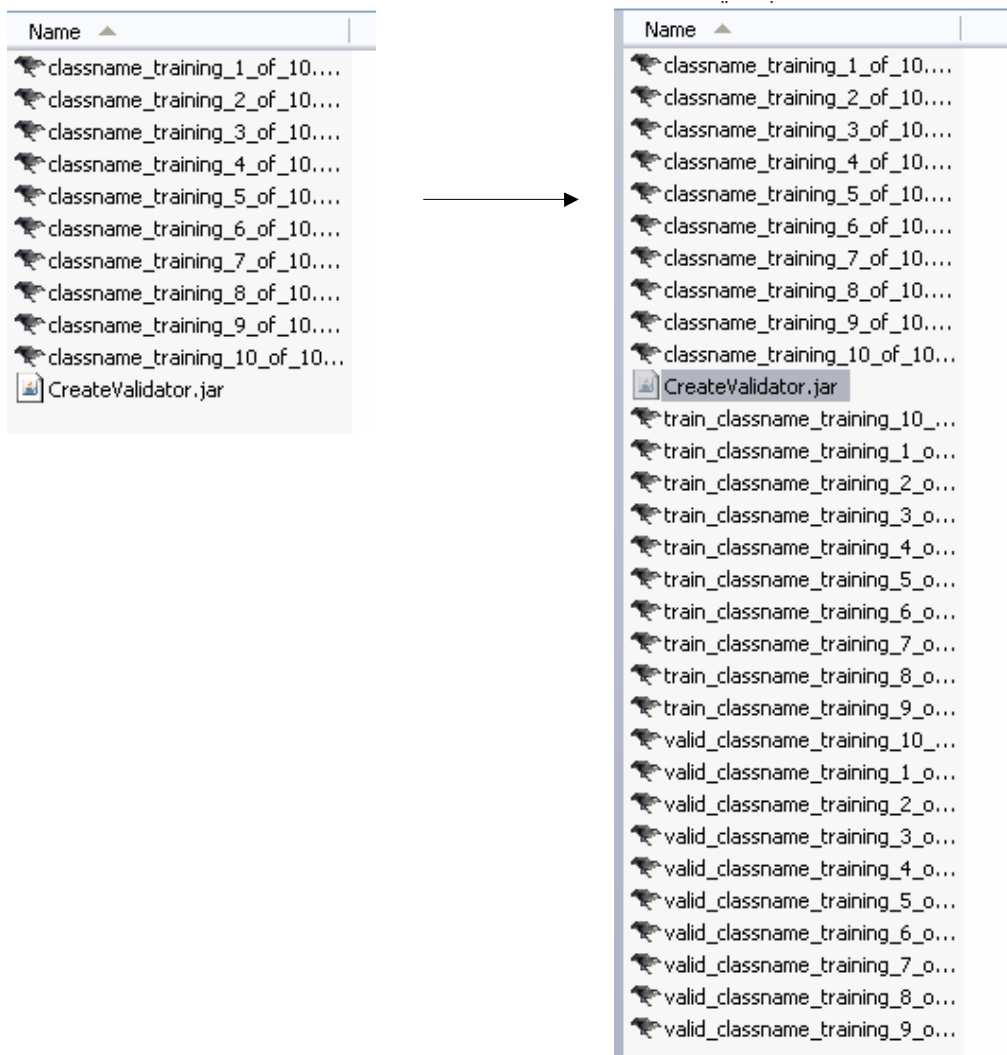 Name
classname_training_1_of_10....
classname_training_2_of_10....
classname_training_3_of_10....
classname_training_4_of_10....
classname_training_5_of_10....
classname_training_6_of_10....
classname_training_7_of_10....
classname_training_8_of_10....
classname_training_9_of_10....
classname_training_10_of_10...
CreateValidator.jar
Name
classname_training_1_of_10....
classname_training_2_of_10....
classname_training_3_of_10....
classname_training_4_of_10....
classname_training_5_of_10....
classname_training_6_of_10....
classname_training_7_of_10....
classname_training_8_of_10....
classname_training_9_of_10....
classname_training_10_of_10...
CreateValidator.jar
train_classname_training_10_...
train_classname_training_1_o...
train_classname_training_2_o...
train_classname_training_3_o...
train_classname_training_4_o...
train_classname_training_5_o...
train_classname_training_6_o...
train_classname_training_7_o...
train_classname_training_8_o...
train_classname_training_9_o...
valid_classname_training_10_...
valid_classname_training_1_o...
valid_classname_training_2_o...
valid_classname_training_3_o...
valid_classname_training_4_o...
valid_classname_training_5_o...
valid_classname_training_6_o...
valid_classname_training_7_o...
valid_classname_training_8_o...
valid_classname_training_9_o...